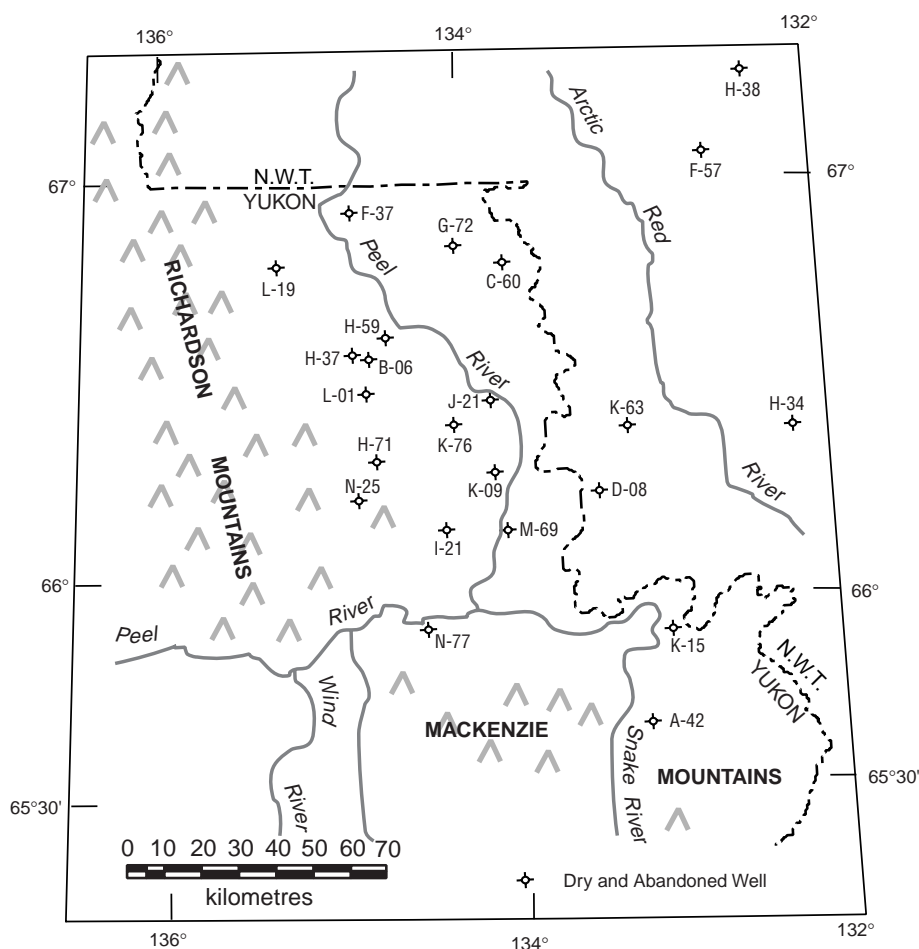 136°
134°
132°
H-38
Arctic
F-57
67°
67°
N.W.T.
YUKON
F-37
G-72
Red
Peel
C-60
L-19
RICHARDSON
H-59
H-37
B-06
River
L-01
J-21
K-63
H-34
K-76
H-71
MOUNTAINS
K-09
River
N-25
D-08
I-21
M-69
66°
66°
River
Peel
N-77
K-15
N.W.T.
YUKON
Wind
MACKENZIE
A-42
Snake River
MOUNTAINS
65°30'
65°30'
River
0 10 20 30 40 50 60 70
kilometres
Dry and Abandoned Well
136°
134°
132°